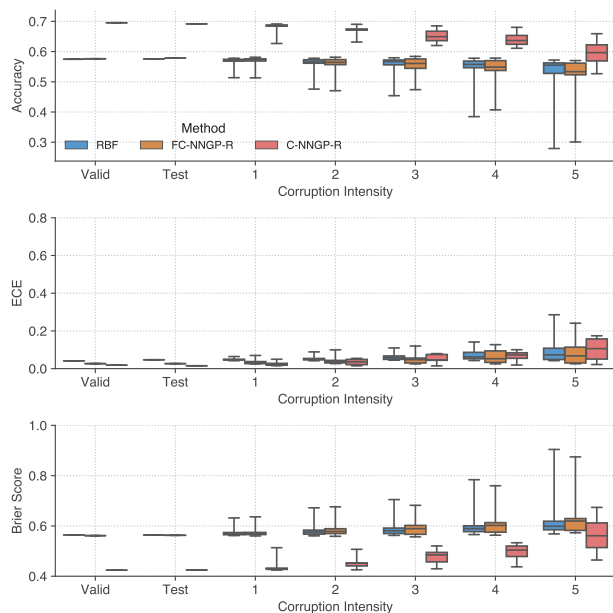 0.7
0.6
0.5
0.4
0.3
Accuracy
Method
RBF FC-NNGP-R C-NNGP-R
Valid Test 1 2 3 4 5
Corruption Intensity
0.8
0.6
0.4
0.2
0.0
ECE
Valid Test 1 2 3 4 5
Corruption Intensity
1.0
0.8
0.6
0.4
Brier Score
Valid Test 1 2 3 4 5
Corruption Intensity